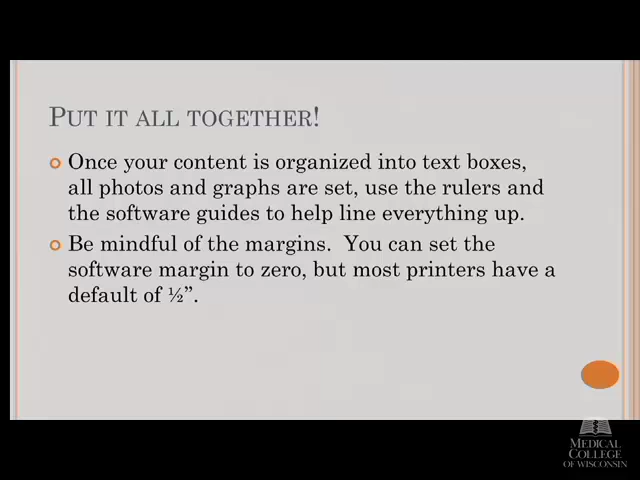 PUT IT ALL TOGETHER!
Once your content is organized into text boxes,
all photos and graphs are set, use the rulers and
the software guides to help line everything up.
Be mindful of the margins.  You can set the
software margin to zero, but most printers have a
default of ½”.
MEDICAL
COLLEGE
OF WISCONSIN